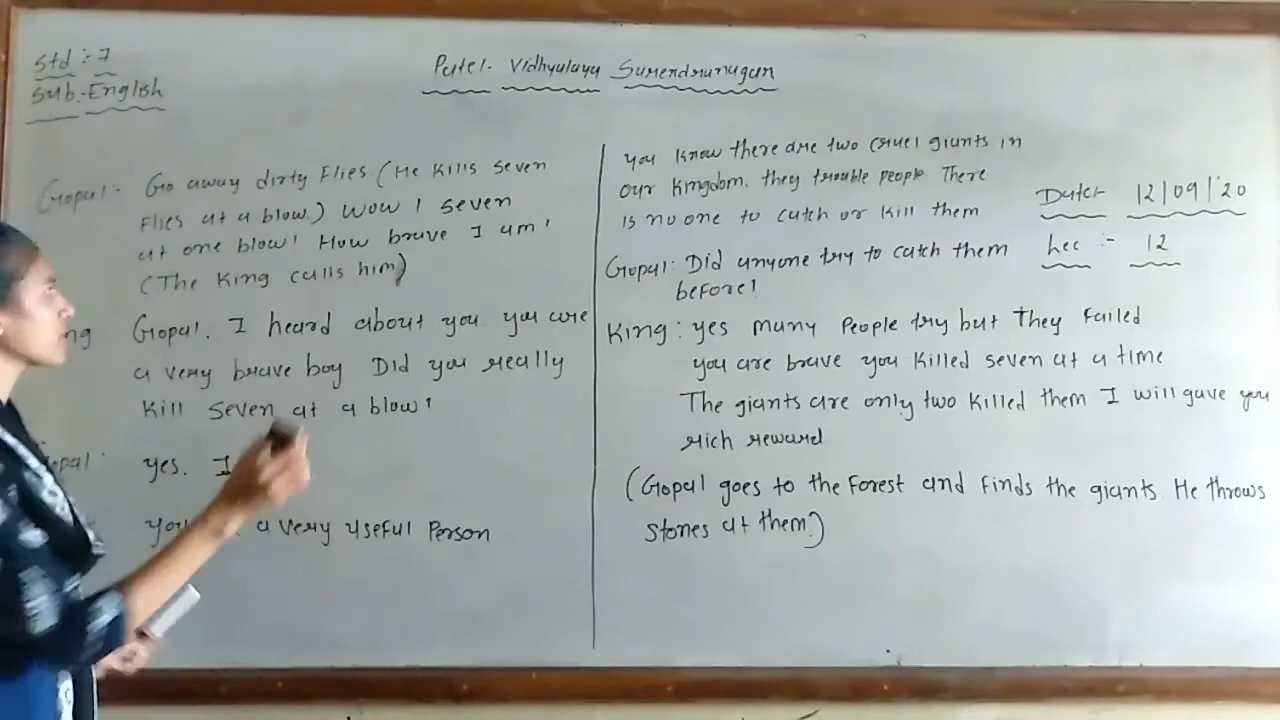 Std :- 7
Sub.-English
Patel- Vidhyalaya Surendranagar
Gopal:- Go away dirty Flies (He Kills seven
Flies at a blow.) Wow ! seven
at one blow! How brave I am!
(The King calls him)
ng Gopal. I heard about you you are
a very brave boy Did you really
Kill seven at a blow!
opal: yes. I
you a very useful Person
you Know there are two cruel giants in
Our Kingdom. they trouble people There
is no one to catch or Kill them
Gopal: Did anyone try to catch them
before!
King: yes many People try but They Failed
you are brave you Killed seven at a time
The giants are only two Killed them I will gave you
rich reward
(Gopal goes to the Forest and Finds the giants He throws
stones at them.)
Date:- 12/09/20
Lec :- 12